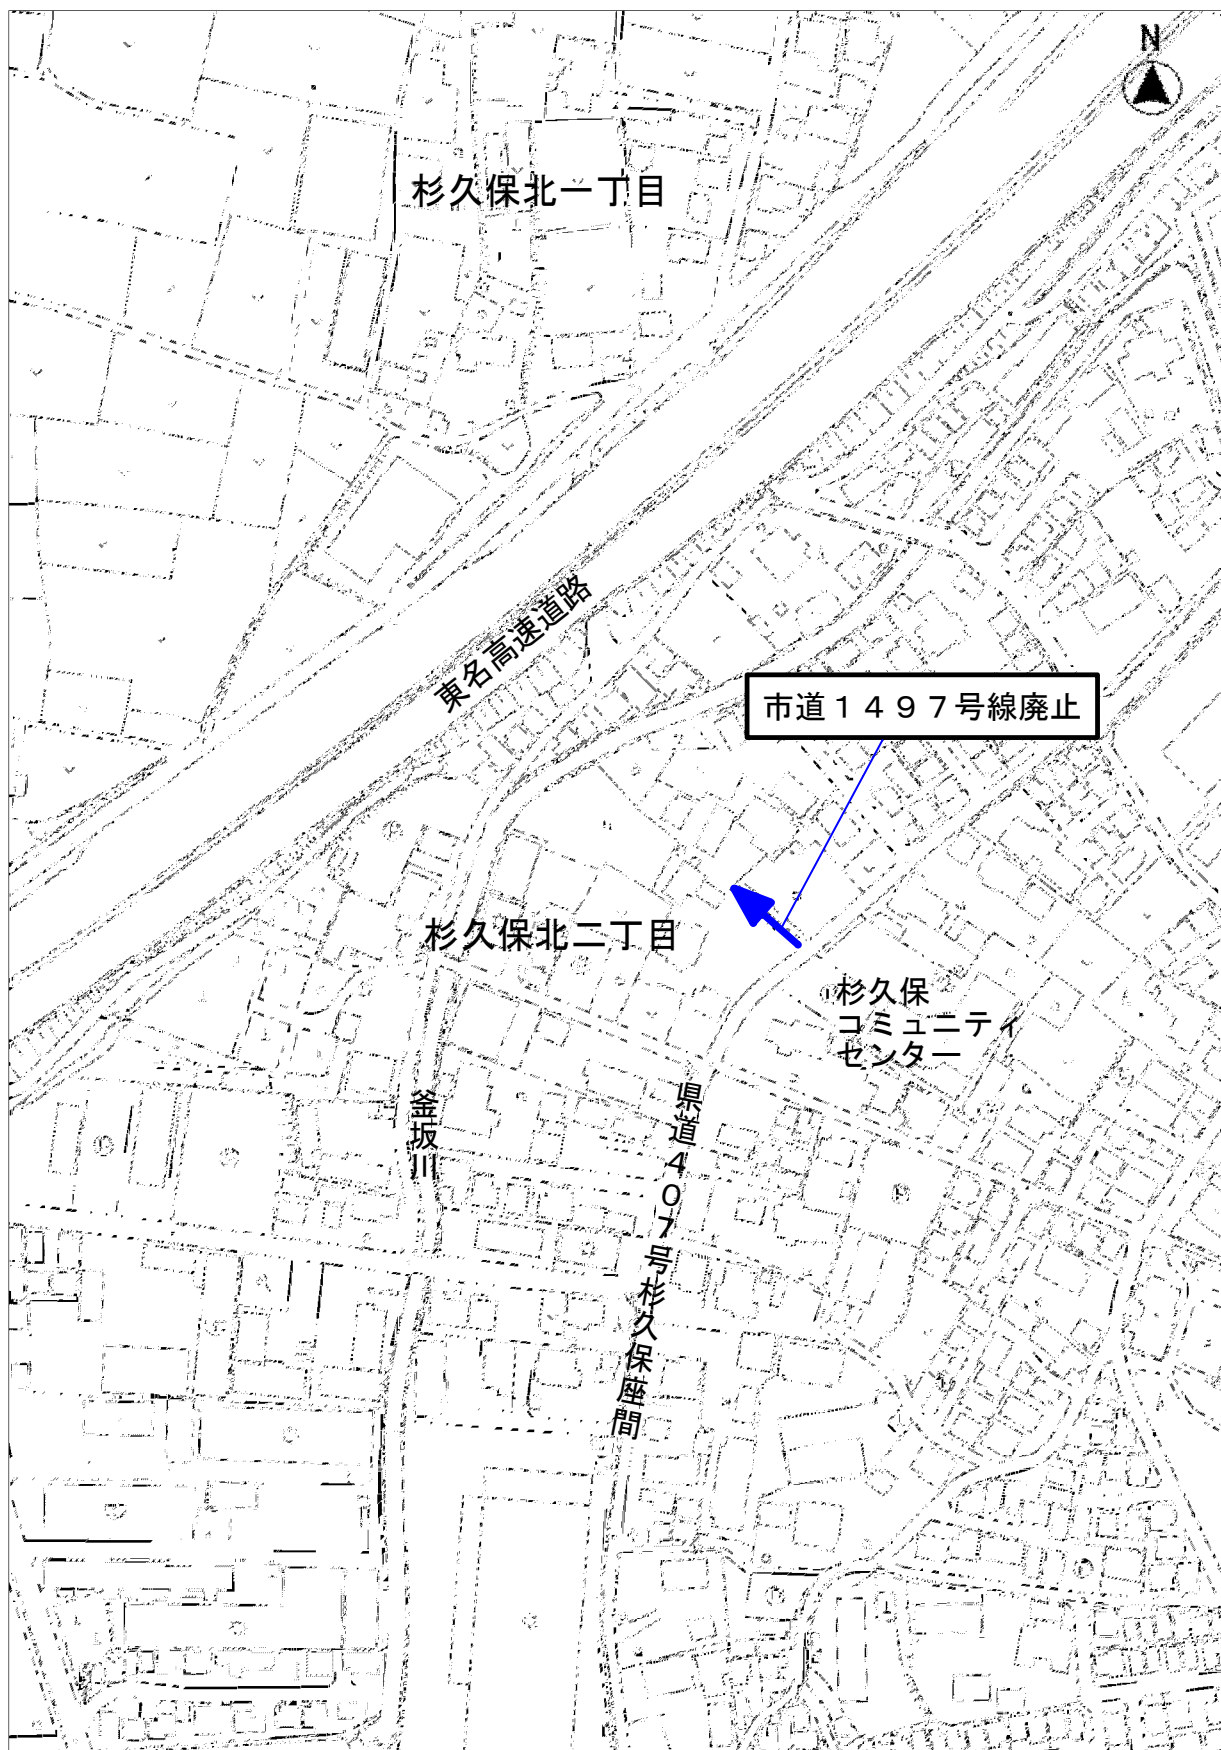 N
杉久保北一丁目
東名高速道路
市道１４９７号線廃止
杉久保北二丁目
杉久保
コミュニティ
センター
釜坂川
県道４０７号杉久保座間